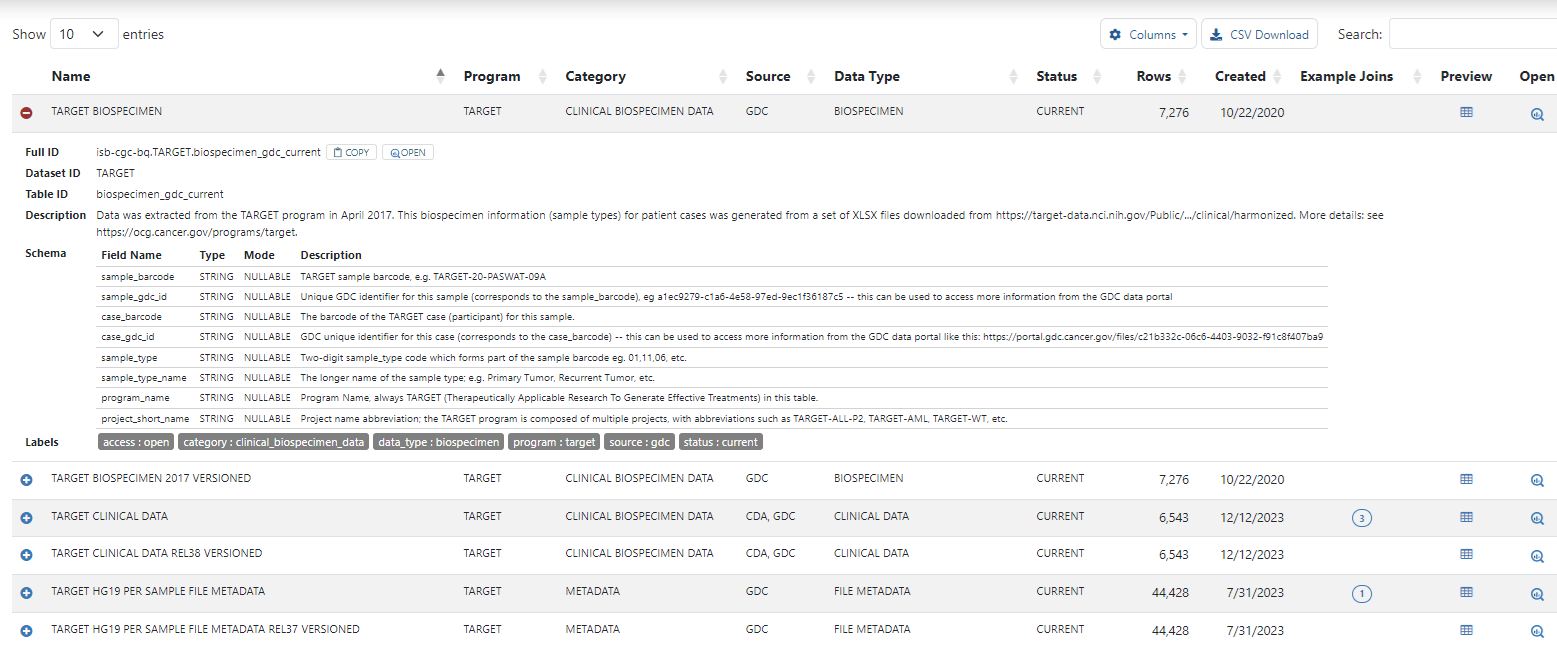 Show 10 entries Columns CSV Download Search:
Name Program Category Source Data Type Status Rows Created Example Joins Preview Open
TARGET BIOSPECIMEN TARGET CLINICAL BIOSPECIMEN DATA GDC BIOSPECIMEN CURRENT 7,276 10/22/2020
Full ID isb-cgc-bq.TARGET.biospecimen_gdc_current COPY OPEN
Dataset ID TARGET
Table ID biospecimen_gdc_current
Description Data was extracted from the TARGET program in April 2017. This biospecimen information (sample types) for patient cases was generated from a set of XLSX files downloaded from https://target-data.nci.nih.gov/Public/.../clinical/harmonized. More details: see
https://ocg.cancer.gov/programs/target.
Schema Field Name Type Mode Description
sample_barcode STRING NULLABLE TARGET sample barcode, e.g. TARGET-20-PASWAT-09A
sample_gdc_id STRING NULLABLE Unique GDC identifier for this sample (corresponds to the sample_barcode), eg a1ec9279-c1a6-4e58-97ed-9ec1f36187c5 -- this can be used to access more information from the GDC data portal
case_barcode STRING NULLABLE The barcode of the TARGET case (participant) for this sample.
case_gdc_id STRING NULLABLE GDC unique identifier for this case (corresponds to the case_barcode) -- this can be used to access more information from the GDC data portal like this: https://portal.gdc.cancer.gov/files/c21b332c-06c6-4403-9032-f91c8f407ba9
sample_type STRING NULLABLE Two-digit sample_type code which forms part of the sample barcode eg. 01,11,06, etc.
sample_type_name STRING NULLABLE The longer name of the sample type; e.g. Primary Tumor, Recurrent Tumor, etc.
program_name STRING NULLABLE Program Name, always TARGET (Therapeutically Applicable Research To Generate Effective Treatments) in this table.
project_short_name STRING NULLABLE Project name abbreviation; the TARGET program is composed of multiple projects, with abbreviations such as TARGET-ALL-P2, TARGET-AML, TARGET-WT, etc.
Labels access : open category : clinical_biospecimen_data data_type : biospecimen program : target source : gdc status : current
TARGET BIOSPECIMEN 2017 VERSIONED TARGET CLINICAL BIOSPECIMEN DATA GDC BIOSPECIMEN CURRENT 7,276 10/22/2020
TARGET CLINICAL DATA TARGET CLINICAL BIOSPECIMEN DATA CDA, GDC CLINICAL DATA CURRENT 6,543 12/12/2023 3
TARGET CLINICAL DATA REL38 VERSIONED TARGET CLINICAL BIOSPECIMEN DATA CDA, GDC CLINICAL DATA CURRENT 6,543 12/12/2023
TARGET HG19 PER SAMPLE FILE METADATA TARGET METADATA GDC FILE METADATA CURRENT 44,428 7/31/2023 1
TARGET HG19 PER SAMPLE FILE METADATA REL37 VERSIONED TARGET METADATA GDC FILE METADATA CURRENT 44,428 7/31/2023